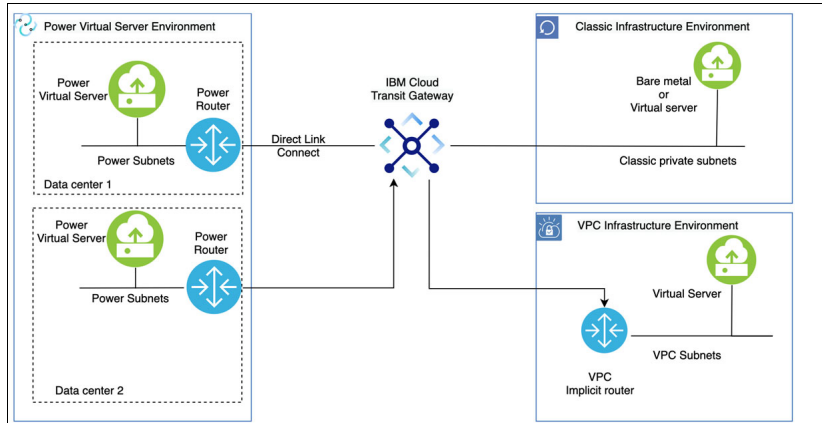 Power Virtual Server Environment
Power
Virtual Server
Power
Router
Power Subnets
Data center 1
Direct Link
Connect
Power
Virtual Server
Power
Router
Power Subnets
Data center 2
IBM Cloud
Transit Gateway
Classic Infrastructure Environment
Bare metal
or
Virtual server
Classic private subnets
VPC Infrastructure Environment
Virtual Server
VPC Subnets
VPC
Implicit router